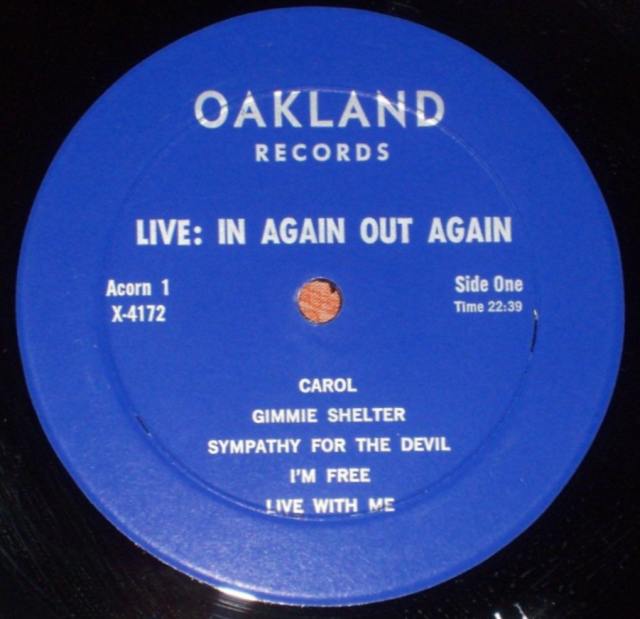 OAKLAND
RECORDS
LIVE: IN AGAIN OUT AGAIN
Acorn 1
X-4172
Side One
Time 22:39
CAROL
GIMMIE SHELTER
SYMPATHY FOR THE DEVIL
I'M FREE
LIVE WITH ME